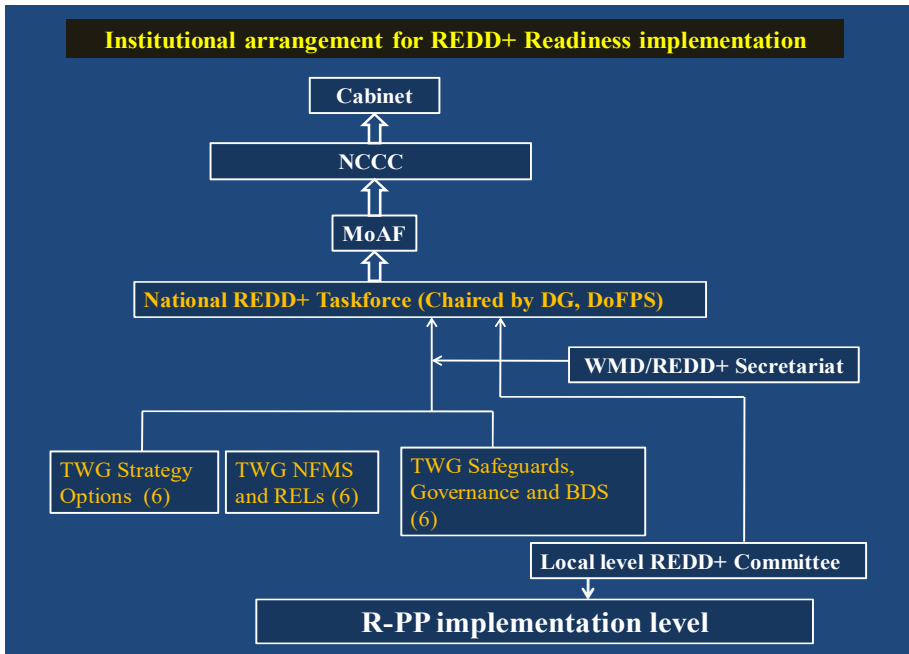 Institutional arrangement for REDD+ Readiness implementation
Cabinet
NCCC
MoAF
National REDD+ Taskforce (Chaired by DG, DoFPS)
WMD/REDD+ Secretariat
TWG Strategy
Options (6)
TWG NFMS
and RELs (6)
TWG Safeguards,
Governance and BDS
(6)
Local level REDD+ Committee
R-PP implementation level